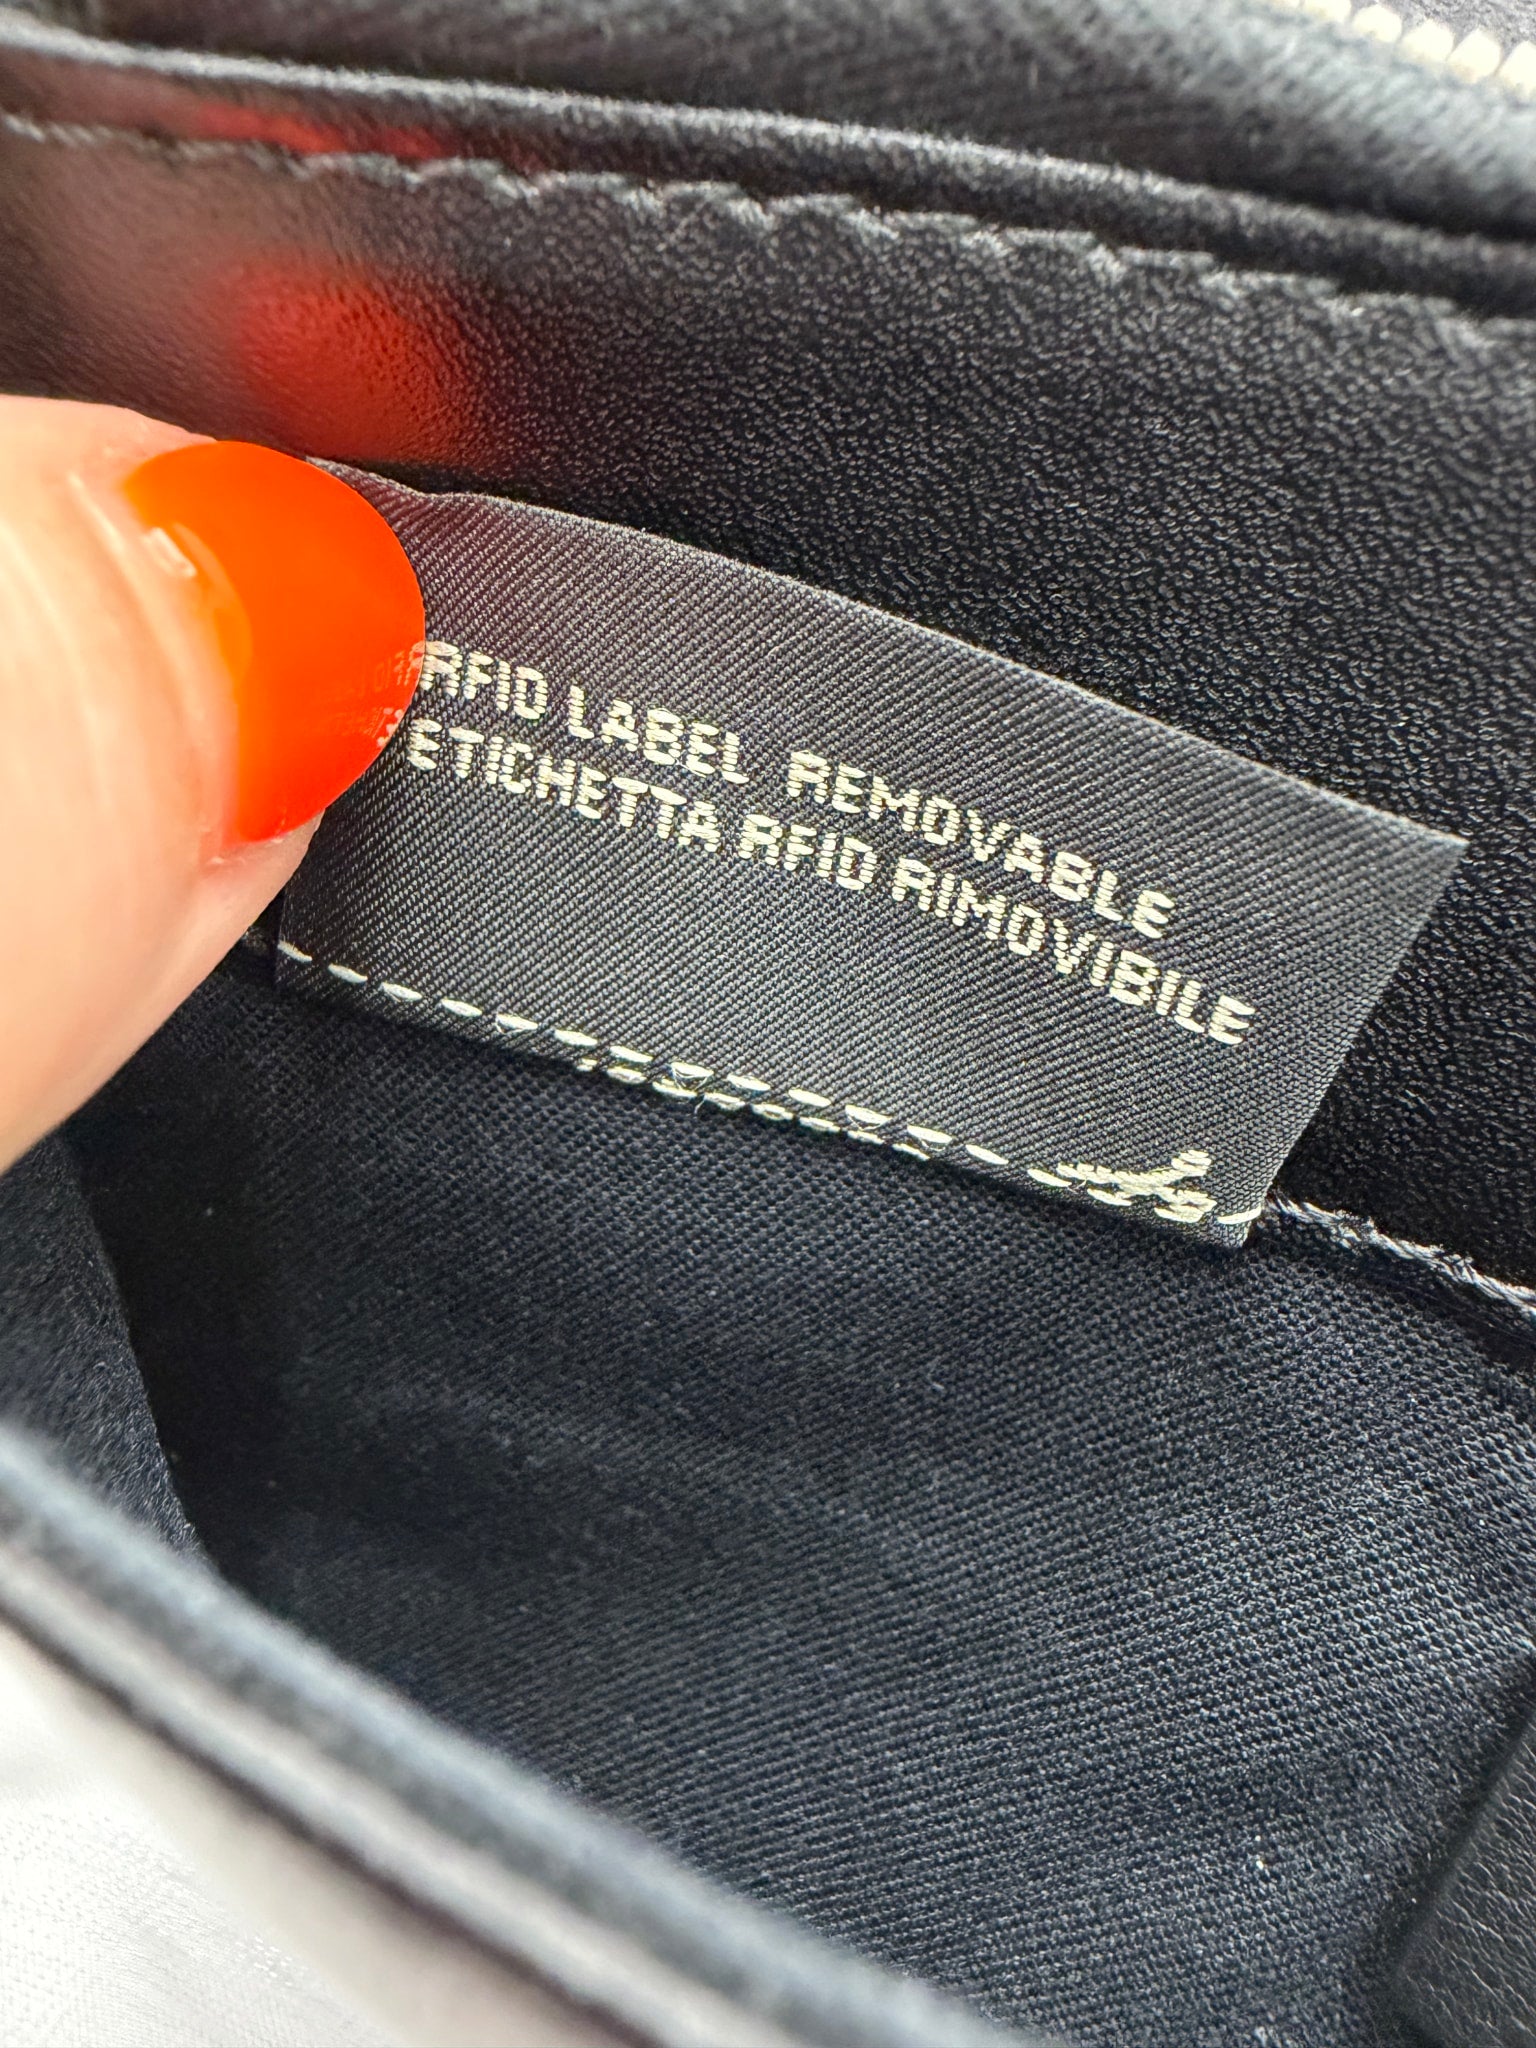 RFID LABEL REMOVABLE
ETICHETTA RFID RIMOVIBILE